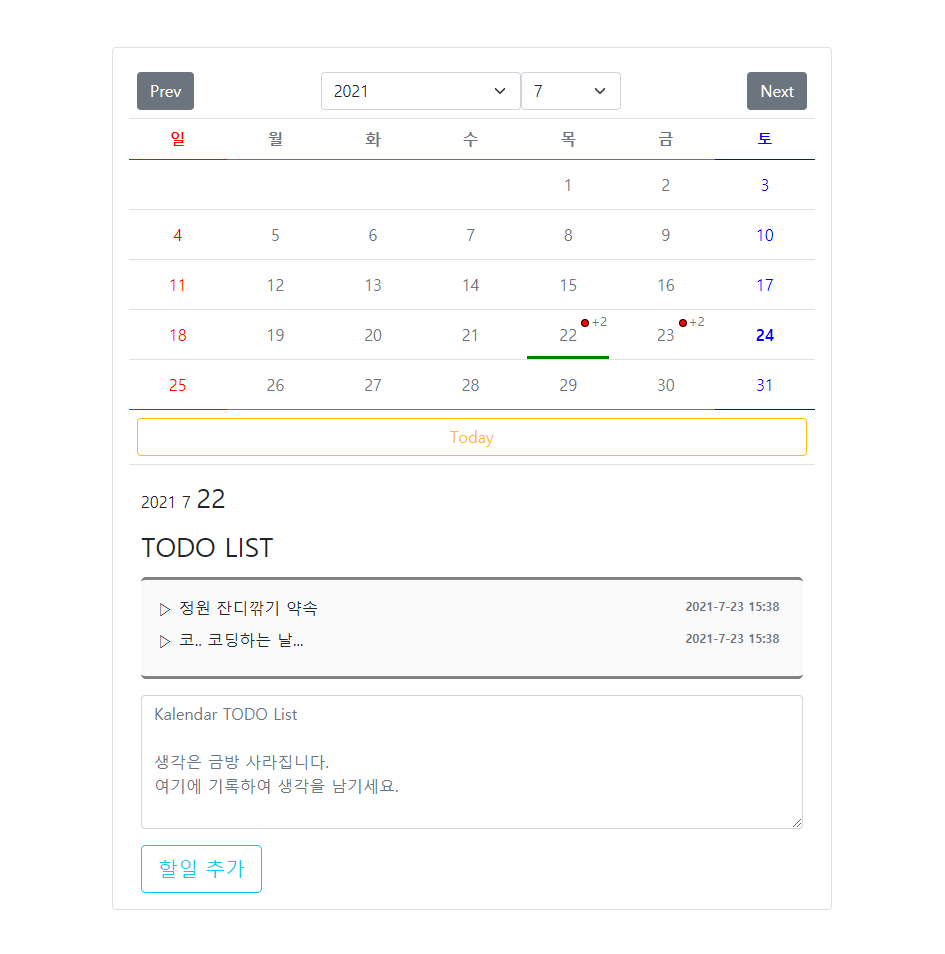 Prev 2021 7 Next
일 월 화 수 목 금 토
1 2 3
4 5 6 7 8 9 10
11 12 13 14 15 16 17
18 19 20 21 22 +2 23 +2 24
25 26 27 28 29 30 31
Today
2021 7 22
TODO LIST
▷ 정원 잔디깎기 약속 2021-7-23 15:38
▷ 코.. 코딩하는 날... 2021-7-23 15:38
Kalendar TODO List
생각은 금방 사라집니다.
여기에 기록하여 생각을 남기세요.
할일 추가